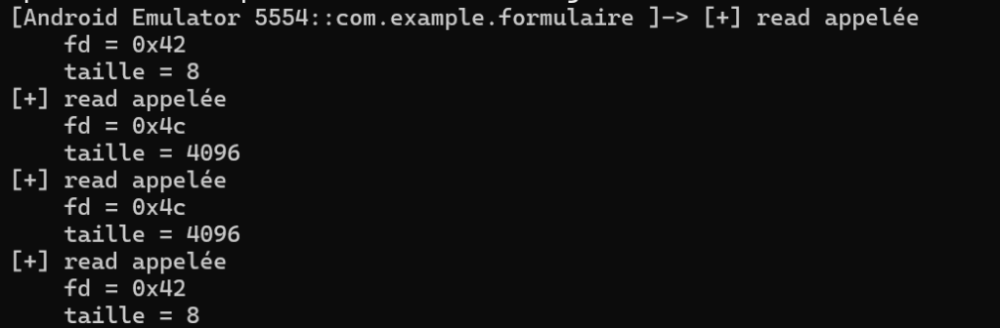 [Android Emulator 5554::com.example.formulaire ]-> [+] read appelée
    fd = 0x42
    taille = 8
[+] read appelée
    fd = 0x4c
    taille = 4096
[+] read appelée
    fd = 0x4c
    taille = 4096
[+] read appelée
    fd = 0x42
    taille = 8